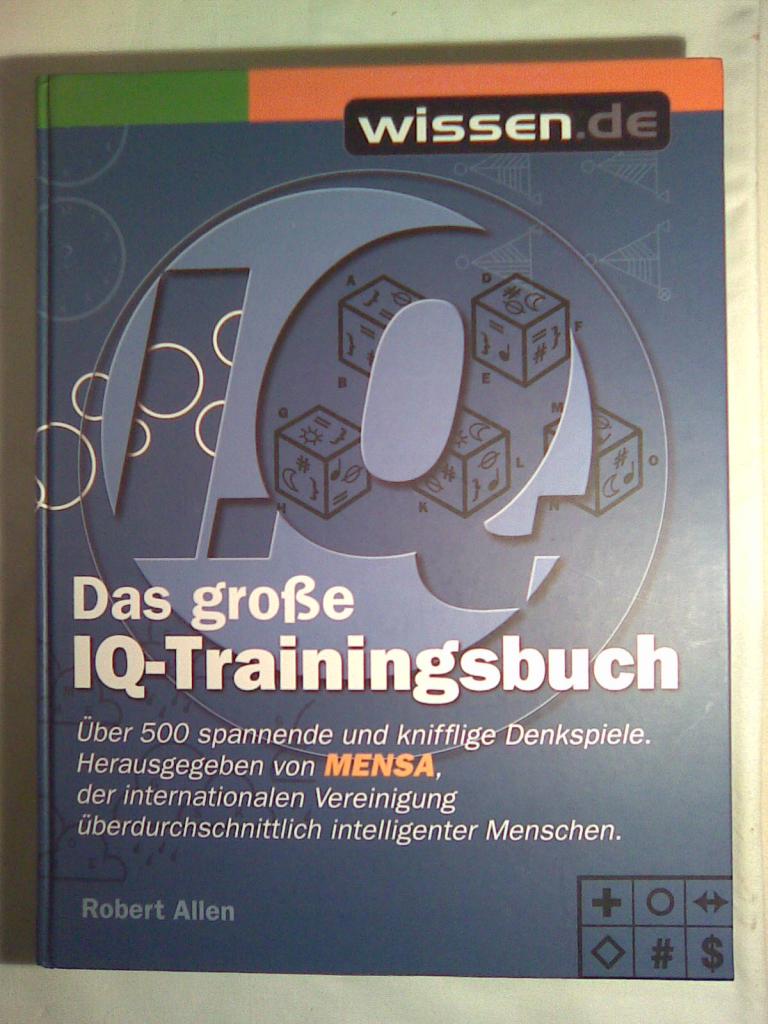 wissen.de
IQ
A
D
F
B
E
G
M
L
O
H
K
N
Das große
IQ-Trainingsbuch
Über 500 spannende und knifflige Denkspiele.
Herausgegeben von MENSA,
der internationalen Vereinigung
überdurchschnittlich intelligenter Menschen.
Robert Allen
+ ○ ↔
◇ # $